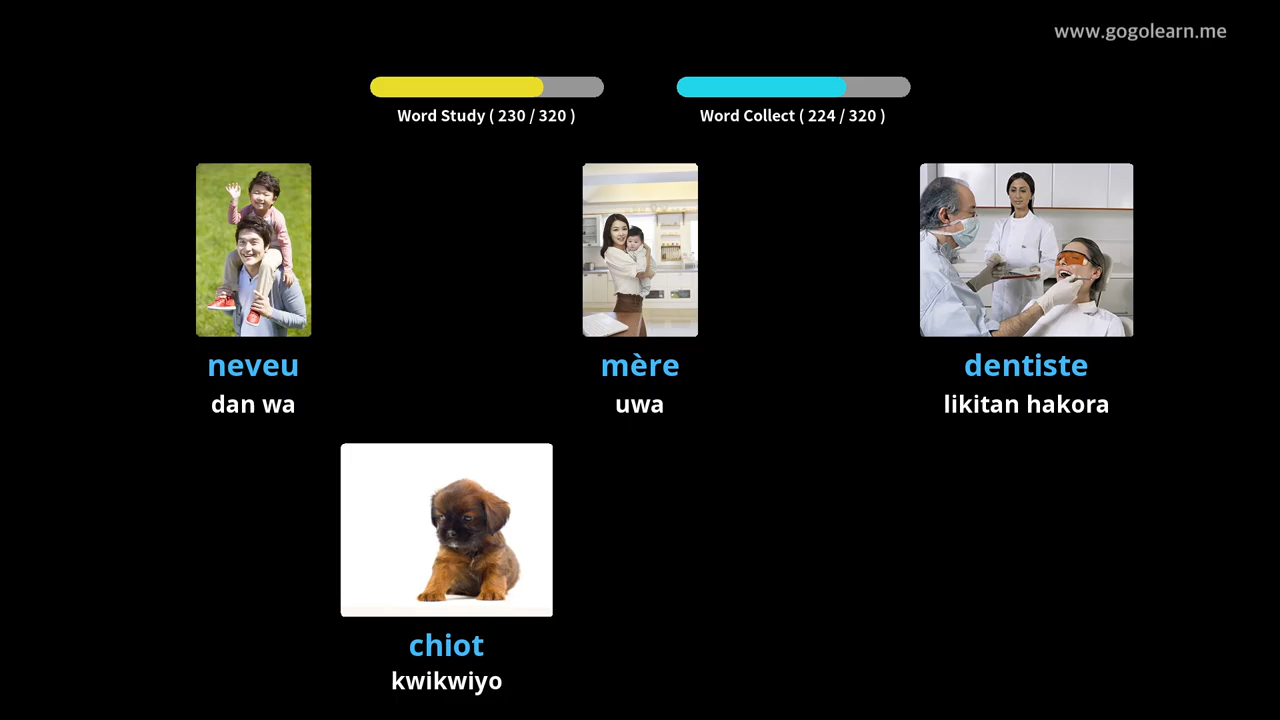 www.gogolearn.me
Word Study ( 230 / 320 )
Word Collect ( 224 / 320 )
neveu
dan wa
mère
uwa
dentiste
likitan hakora
chiot
kwikwiyo